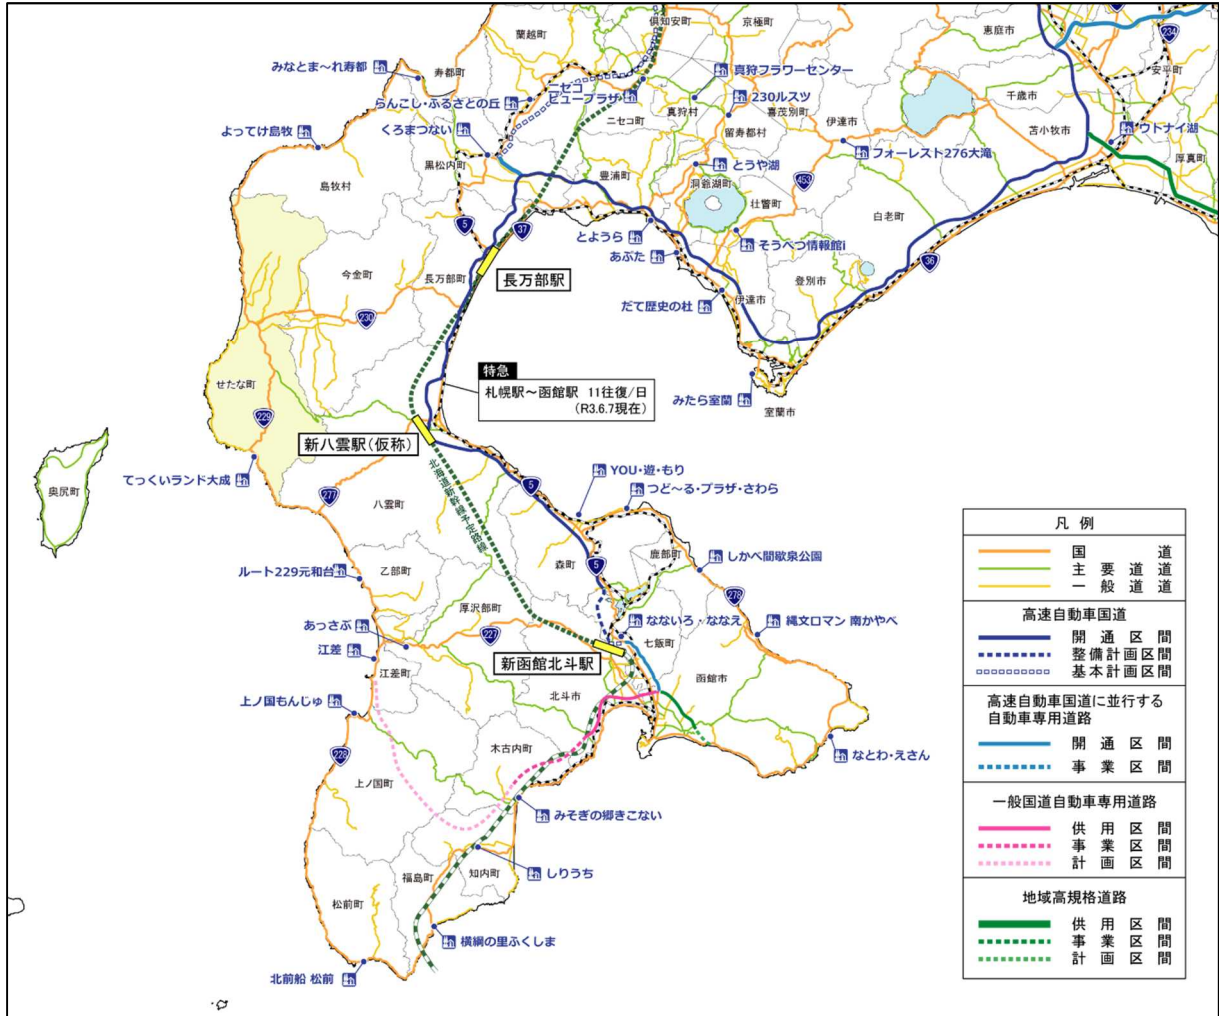 倶知安町
京極町
恵庭市
蘭越町
234
みなとま～れ寿都
寿都町
真狩フラワーセンター
安平町
ニセコ
ビュープラザ
らんこし・ふるさとの丘
230ルスツ
千歳市
真狩村
喜茂別町
ニセコ町
伊達市
苫小牧市
よってけ島牧
くろまつない
留寿都村
ウトナイ湖
フォーレスト276大滝
厚真町
黒松内町
とうや湖
豊浦町
島牧村
洞爺湖町
453
壮瞥町
白老町
5
37
とようら
そうべつ情報館i
あぶた
36
今金町
長万部町
長万部駅
登別市
だて歴史の杜
伊達市
230
特急
札幌駅～函館駅 11往復/日
(R3.6.7現在)
せたな町
みたら室蘭
室蘭市
229
新八雲駅(仮称)
北海道新幹線予定路線
てっくいランド大成
YOU・遊・もり
5
つど～る・プラザ・さわら
奥尻町
277
八雲町
鹿部町
しかべ間歇泉公園
森町
5
ルート229元和台
乙部町
278
厚沢部町
なないろ・ななえ
縄文ロマン 南かやべ
あっさぶ
227
七飯町
江差
新函館北斗駅
江差町
函館市
北斗市
上ノ国もんじゅ
木古内町
228
なとわ・えさん
上ノ国町
みそぎの郷きこない
福島町
知内町
しりうち
松前町
横綱の里ふくしま
北前船 松前
凡例
国道
主要道道
一般道道
高速自動車国道
開通区間
整備計画区間
基本計画区間
高速自動車国道に並行する
自動車専用道路
開通区間
事業区間
一般国道自動車専用道路
供用区間
事業区間
計画区間
地域高規格道路
供用区間
事業区間
計画区間